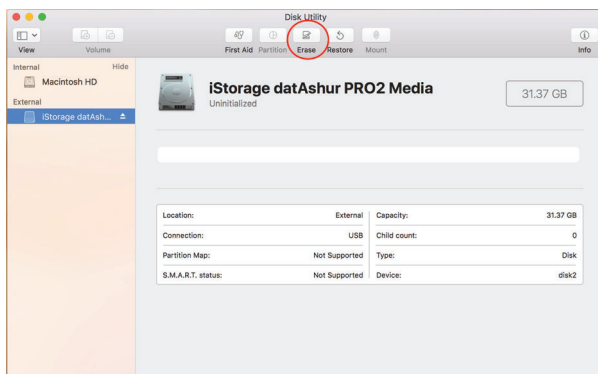 Disk Utility
View Volume First Aid Partition Erase Restore Mount Info
Internal Hide
Macintosh HD
External
iStorage datAsh...
iStorage datAshur PRO2 Media
Uninitialized
31.37 GB
Location: External Capacity: 31.37 GB
Connection: USB Child count: 0
Partition Map: Not Supported Type: Disk
S.M.A.R.T. status: Not Supported Device: disk2